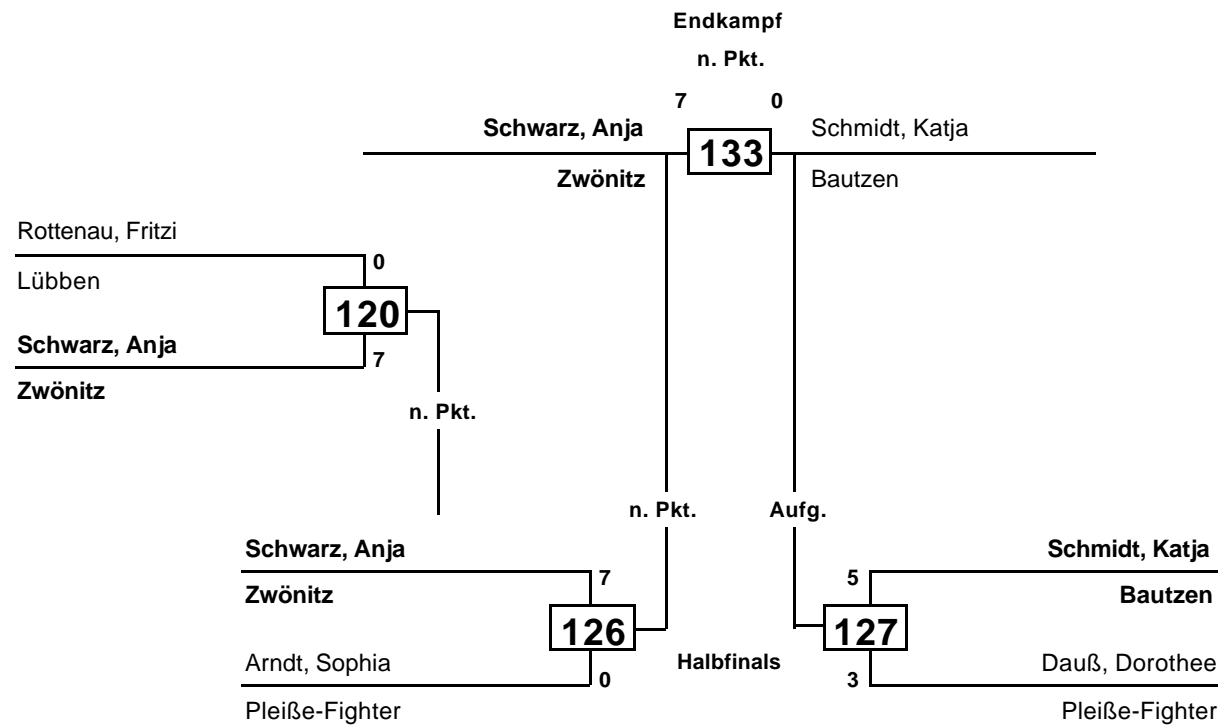 Endkampf
n. Pkt.
7 0
Schwarz, Anja 133 Schmidt, Katja
Zwönitz Bautzen
Rottenau, Fritzi
0
Lübben
120
Schwarz, Anja
7
Zwönitz
n. Pkt.
n. Pkt. Aufg.
Schwarz, Anja Schmidt, Katja
7 5
Zwönitz Bautzen
126 127
Arndt, Sophia Halbfinals Dauß, Dorothee
0 3
Pleiße-Fighter Pleiße-Fighter